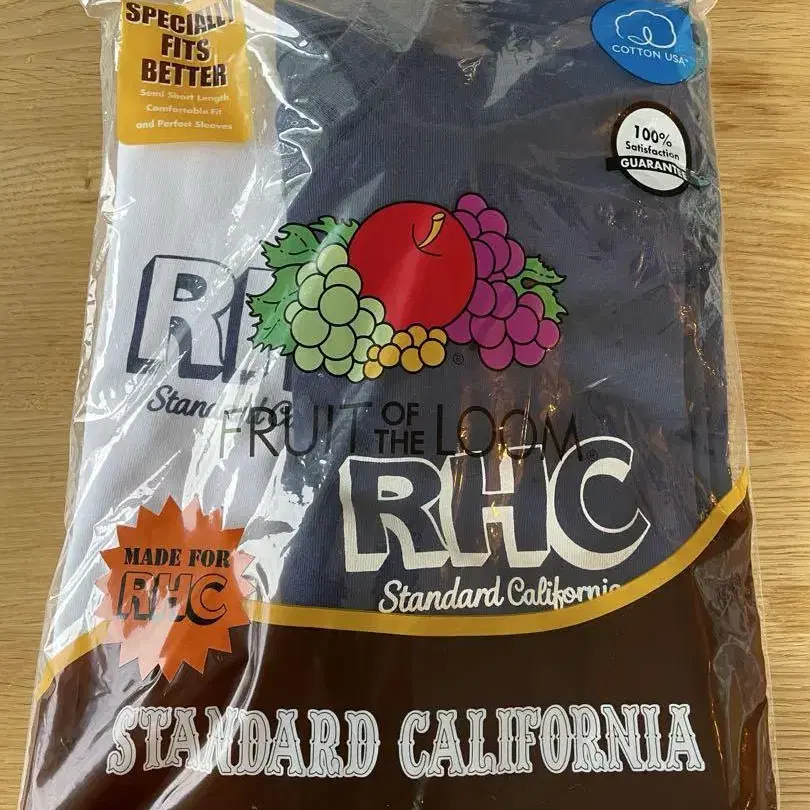 SPECIALLY
FITS
BETTER
Semi Short Length
Comfortable Fit
and Perfect Sleeves
COTTON USA™
100%
Satisfaction
GUARANTEE
®
FRUIT OF THE LOOM®
RHC
Standard California
MADE FOR
RHC
STANDARD CALIFORNIA